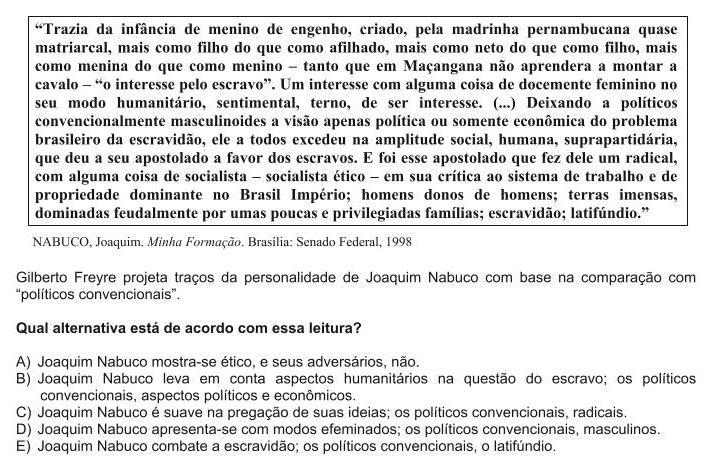 “Trazia da infância de menino de engenho, criado, pela madrinha pernambucana quase
matriarcal, mais como filho do que como afilhado, mais como neto do que como filho, mais
como menina do que como menino – tanto que em Maçangana não aprendera a montar a
cavalo – “o interesse pelo escravo”. Um interesse com alguma coisa de docemente feminino no
seu modo humanitário, sentimental, terno, de ser interesse. (...) Deixando a políticos
convencionalmente masculinoides a visão apenas política ou somente econômica do problema
brasileiro da escravidão, ele a todos excedeu na amplitude social, humana, suprapartidária,
que deu a seu apostolado a favor dos escravos. E foi esse apostolado que fez dele um radical,
com alguma coisa de socialista – socialista ético – em sua crítica ao sistema de trabalho e de
propriedade dominante no Brasil Império; homens donos de homens; terras imensas,
dominadas feudalmente por umas poucas e privilegiadas famílias; escravidão; latifúndio.”
NABUCO, Joaquim. Minha Formação. Brasília: Senado Federal, 1998
Gilberto Freyre projeta traços da personalidade de Joaquim Nabuco com base na comparação com
“políticos convencionais”.
Qual alternativa está de acordo com essa leitura?
A) Joaquim Nabuco mostra-se ético, e seus adversários, não.
B) Joaquim Nabuco leva em conta aspectos humanitários na questão do escravo; os políticos
convencionais, aspectos políticos e econômicos.
C) Joaquim Nabuco é suave na pregação de suas ideias; os políticos convencionais, radicais.
D) Joaquim Nabuco apresenta-se com modos efeminados; os políticos convencionais, masculinos.
E) Joaquim Nabuco combate a escravidão; os políticos convencionais, o latifúndio.